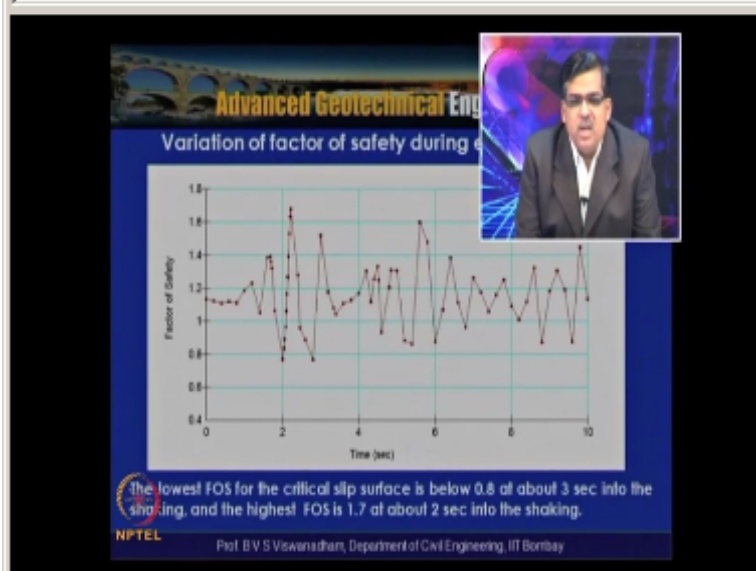 Advanced Geotechnical Eng
Variation of factor of safety during e
1.8
1.6
1.4
1.2
1
0.8
0.6
0.4
Factor of Safety
0 2 4 6 8 10
Time (sec)
The lowest FOS for the critical slip surface is below 0.8 at about 3 sec into the
shaking, and the highest FOS is 1.7 at about 2 sec into the shaking.
NPTEL
Prof. B V S Viswanadham, Department of Civil Engineering, IIT Bombay